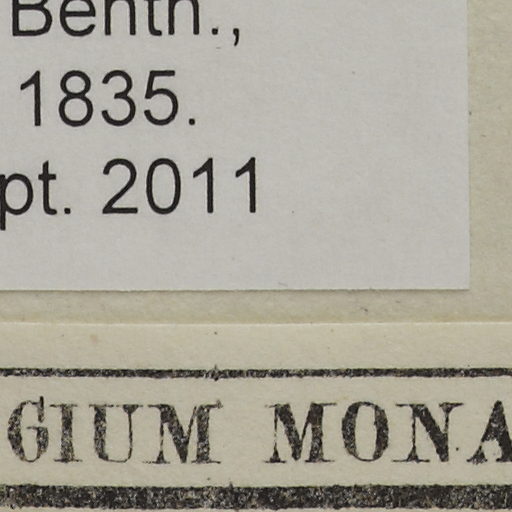 Benth.,
1835.
pt. 2011
GIUM MONA